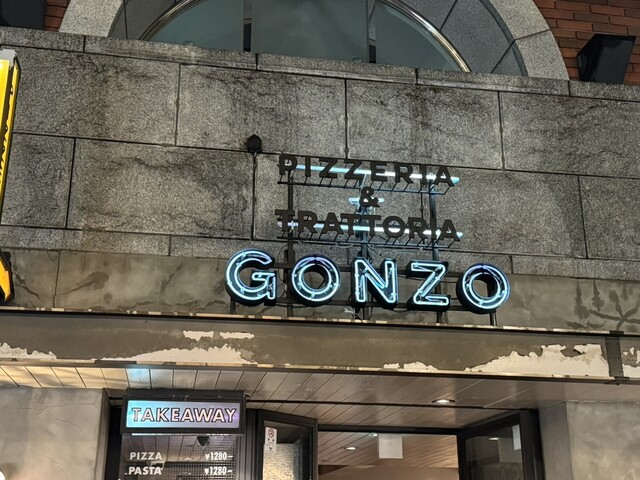 PIZZERIA
&
TRATTORIA
GONZO
TAKEAWAY
PIZZA ¥1280~
PASTA ¥1280~